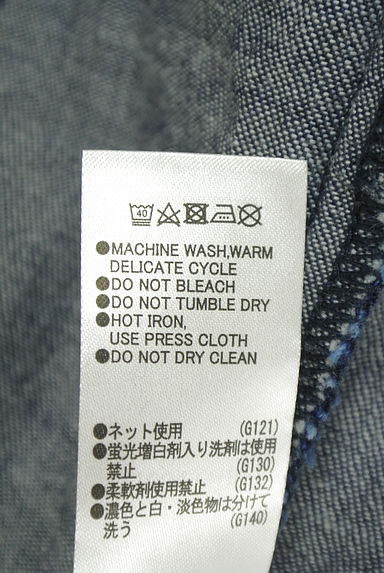 40
●MACHINE WASH,WARM
DELICATE CYCLE
●DO NOT BLEACH
●DO NOT TUMBLE DRY
●HOT IRON,
USE PRESS CLOTH
●DO NOT DRY CLEAN
●ネット使用 (G121)
●蛍光増白剤入り洗剤は使用
禁止 (G130)
●柔軟剤使用禁止 (G132)
●濃色と白・淡色物は分けて
洗う (G140)